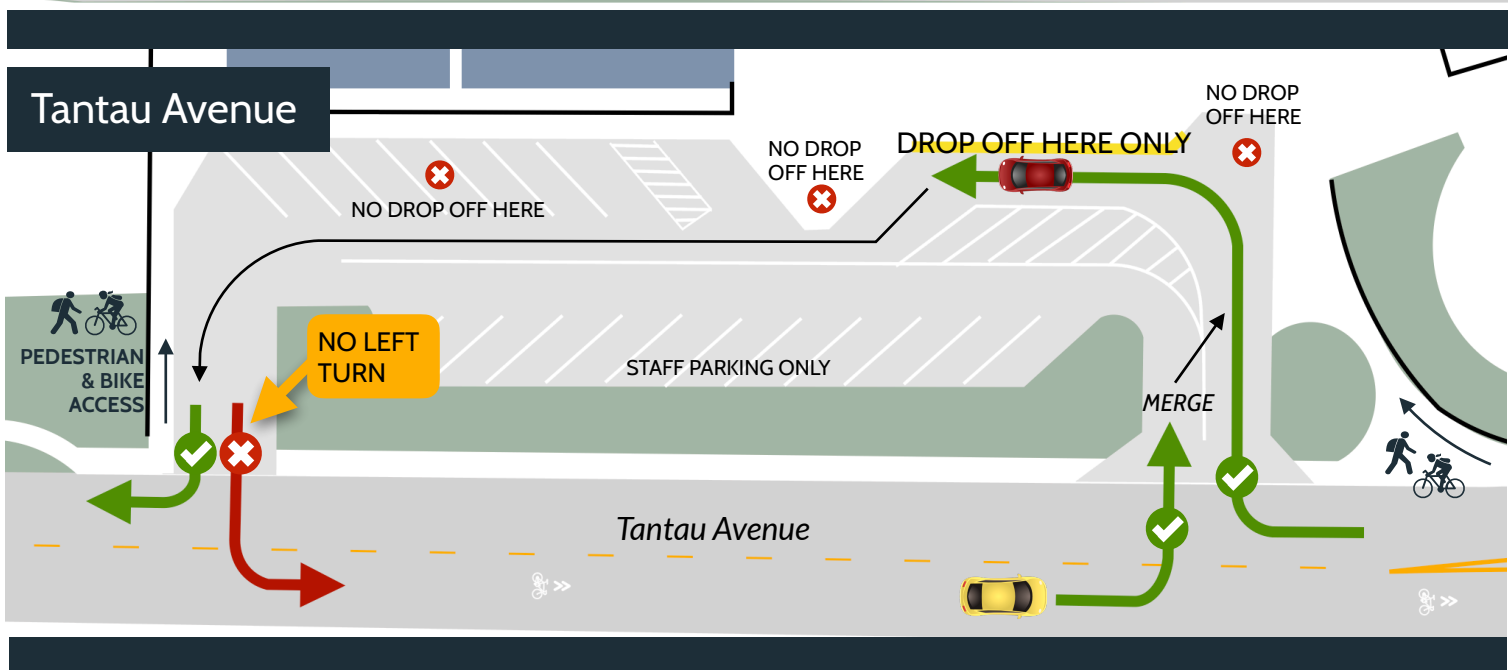 Tantau Avenue
NO DROP
OFF HERE
DROP OFF HERE ONLY
NO DROP
OFF HERE
NO DROP OFF HERE
PEDESTRIAN
& BIKE
ACCESS
NO LEFT
TURN
STAFF PARKING ONLY
MERGE
Tantau Avenue